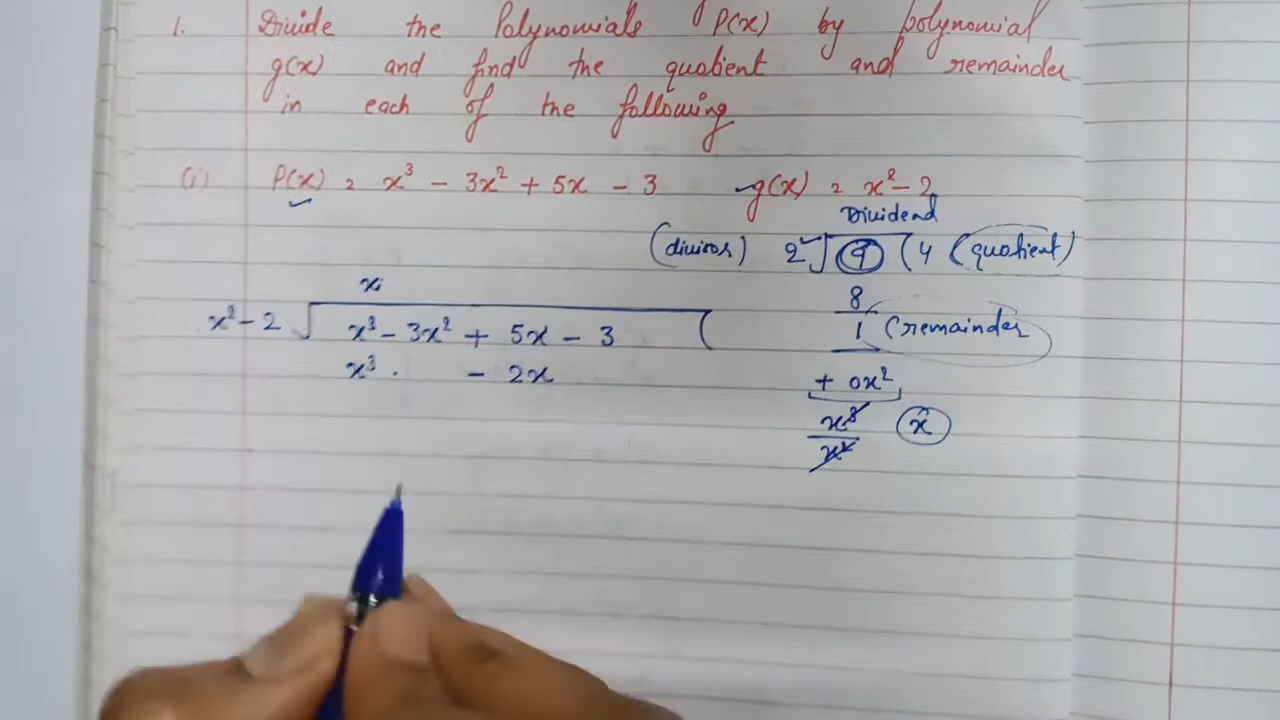 1. Divide the Polynomials P(x) by polynomial
g(x) and find the quotient and remainder
in each of the following
(i) P(x) = x³ - 3x² + 5x - 3 g(x) = x² - 2
Dividend
(divisor) 2 √ 9 ( 4 (quotient)
8
1 (remainder
+ 0x²
x³
x² x
x
x² - 2 √ x³ - 3x² + 5x - 3 (
x³ - 2x